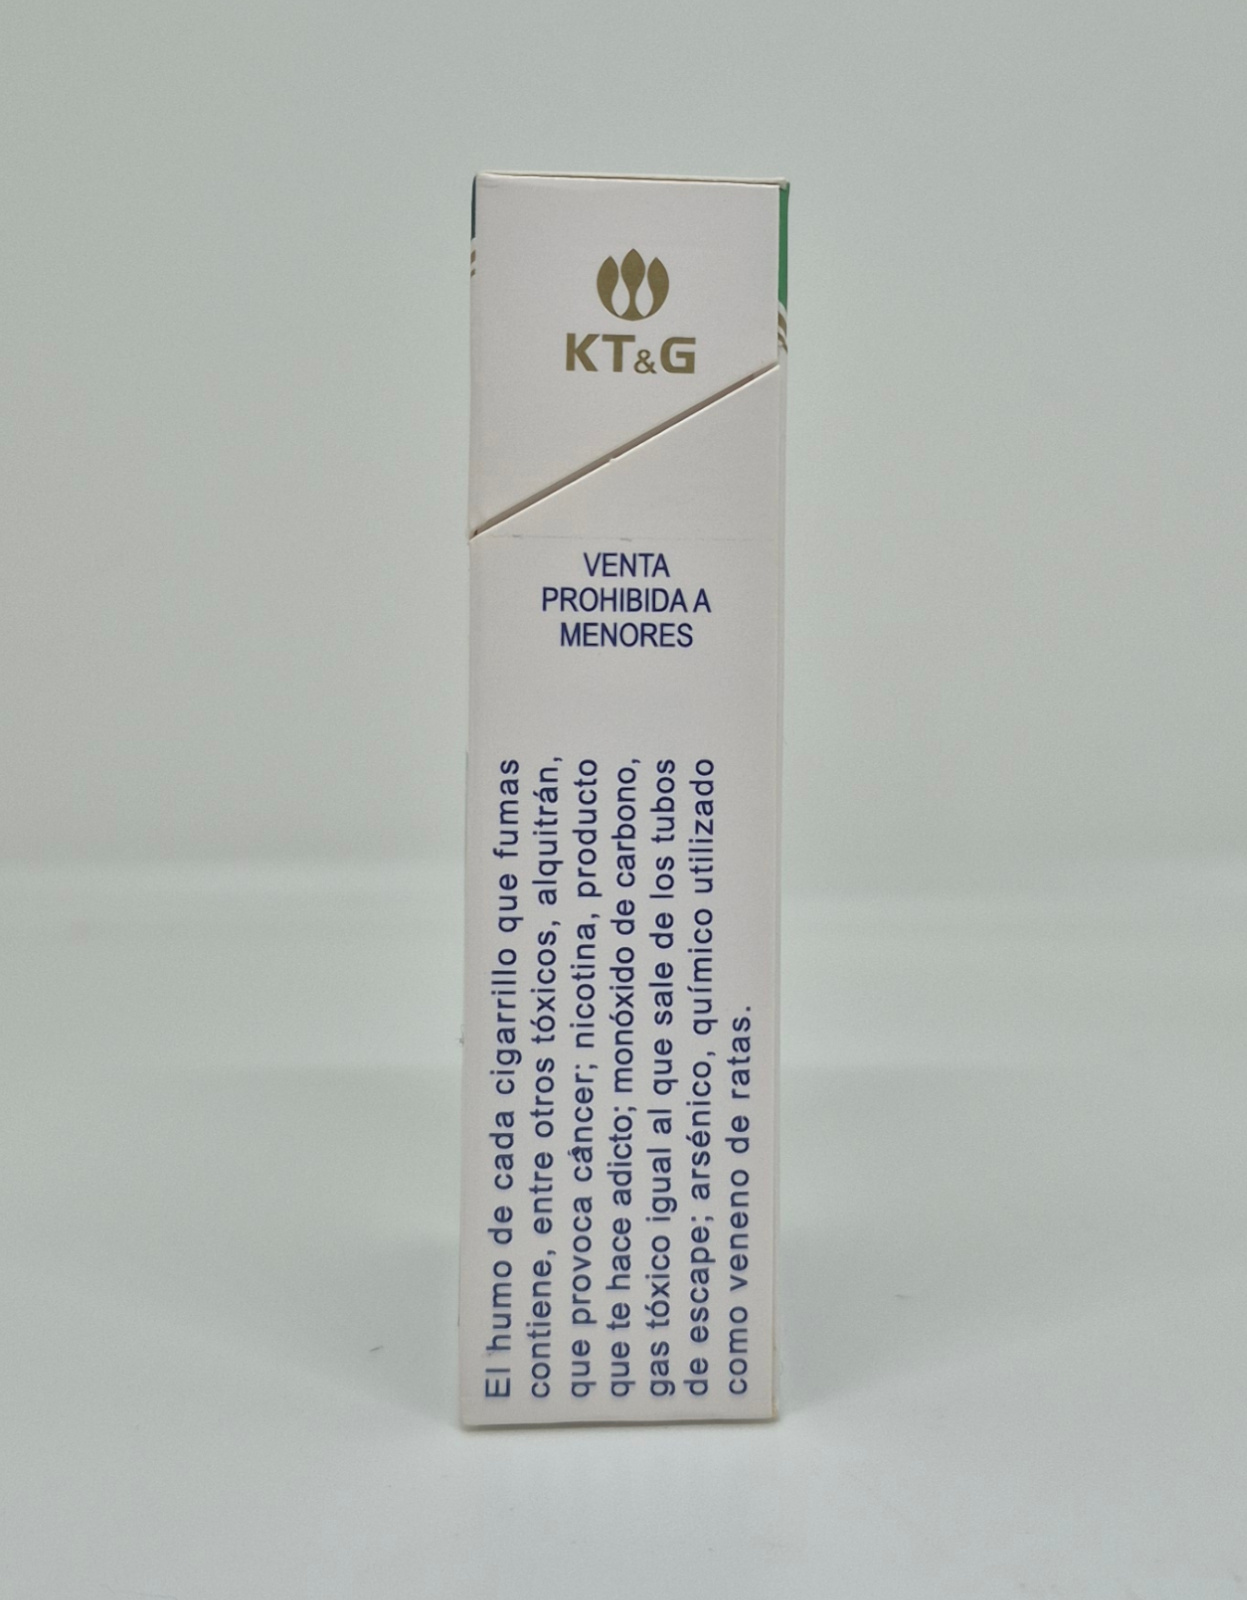 KT&G
VENTA
PROHIBIDA A
MENORES
El humo de cada cigarrillo que fumas
contiene, entre otros tóxicos, alquitrán,
que provoca cáncer; nicotina, producto
que te hace adicto; monóxido de carbono,
gas tóxico igual al que sale de los tubos
de escape; arsénico, químico utilizado
como veneno de ratas.